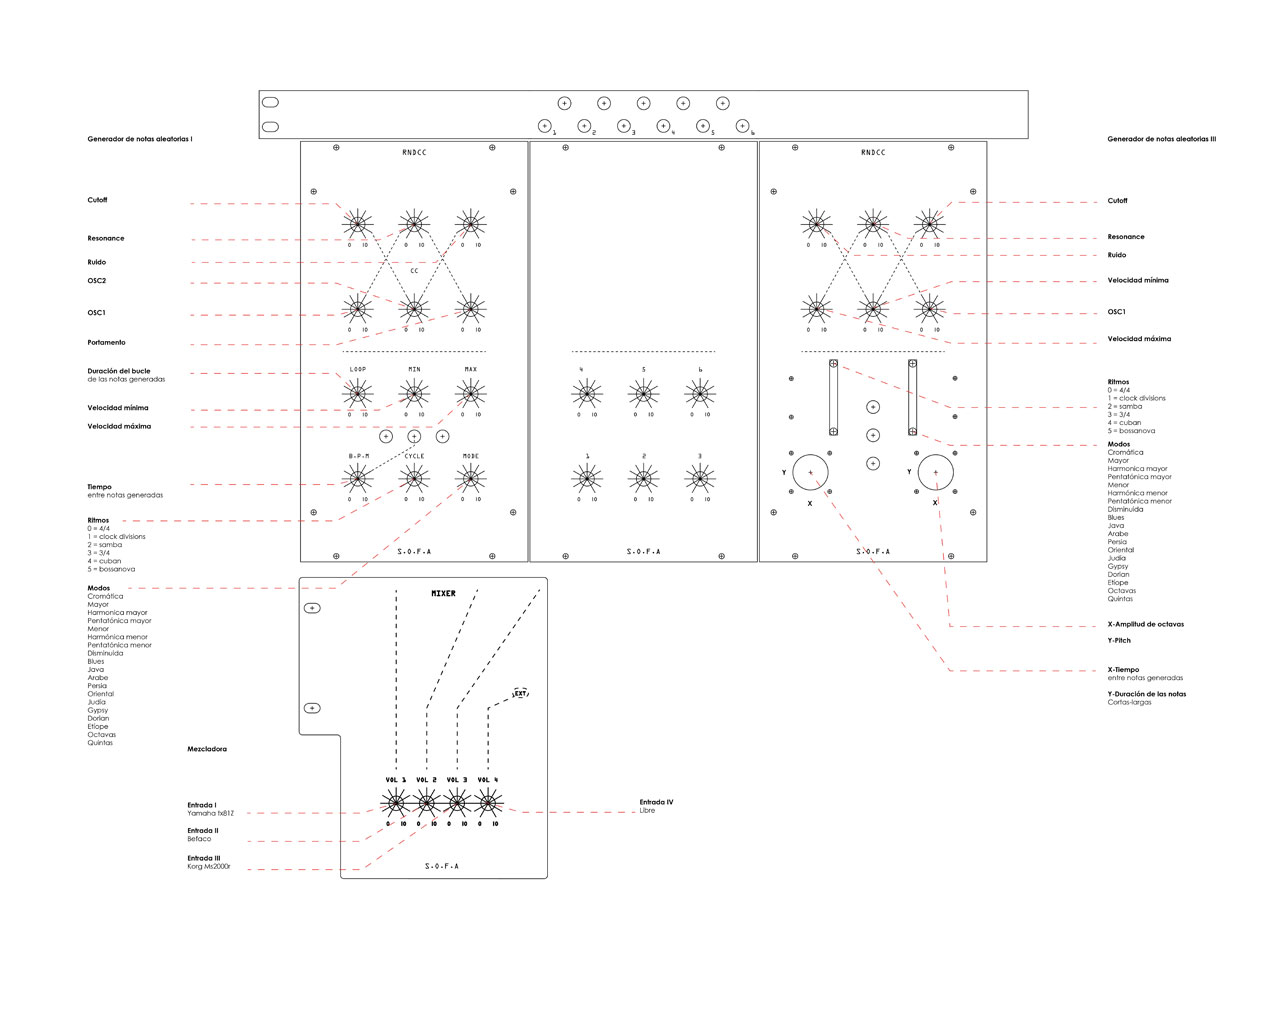 1 2 3 4 5 6
Generador de notas aleatorias I
Cutoff
Resonance
Ruido
OSC2
OSC1
Portamento
Duración del bucle
de las notas generadas
Velocidad mínima
Velocidad máxima
Tiempo
entre notas generadas
Ritmos
0 = 4/4
1 = clock divisions
2 = samba
3 = 3/4
4 = cuban
5 = bossanova
Modos
Cromática
Mayor
Harmonica mayor
Pentatónica mayor
Menor
Harmónica menor
Pentatónica menor
Disminuída
Blues
Java
Arabe
Persia
Oriental
Judía
Gypsy
Dorian
Etíope
Octavas
Quintas
RNDCC
0 10 0 10 0 10
CC
0 10 0 10 0 10
LOOP MIN MAX
0 10 0 10 0 10
B.P.M CYCLE MODE
0 10 0 10 0 10
S.O.F.A
4 5 6
0 10 0 10 0 10
1 2 3
0 10 0 10 0 10
S.O.F.A
RNDCC
0 10 0 10 0 10
0 10 0 10 0 10
Y Y
X X
S.O.F.A
Generador de notas aleatorias III
Cutoff
Resonance
Ruido
Velocidad mínima
OSC1
Velocidad máxima
Ritmos
0 = 4/4
1 = clock divisions
2 = samba
3 = 3/4
4 = cuban
5 = bossanova
Modos
Cromática
Mayor
Harmonica mayor
Pentatónica mayor
Menor
Harmónica menor
Pentatónica menor
Disminuída
Blues
Java
Arabe
Persia
Oriental
Judía
Gypsy
Dorian
Etíope
Octavas
Quintas
X-Amplitud de octavas
Y-Pitch
X-Tiempo
entre notas generadas
Y-Duración de las notas
Cortas-largas
Mezcladora
Entrada I
Yamaha tx81Z
Entrada II
Befaco
Entrada III
Korg Ms2000r
MIXER
EXT
VOL 1 VOL 2 VOL 3 VOL 4
0 10 0 10 0 10 0 10
S.O.F.A
Entrada IV
Libre